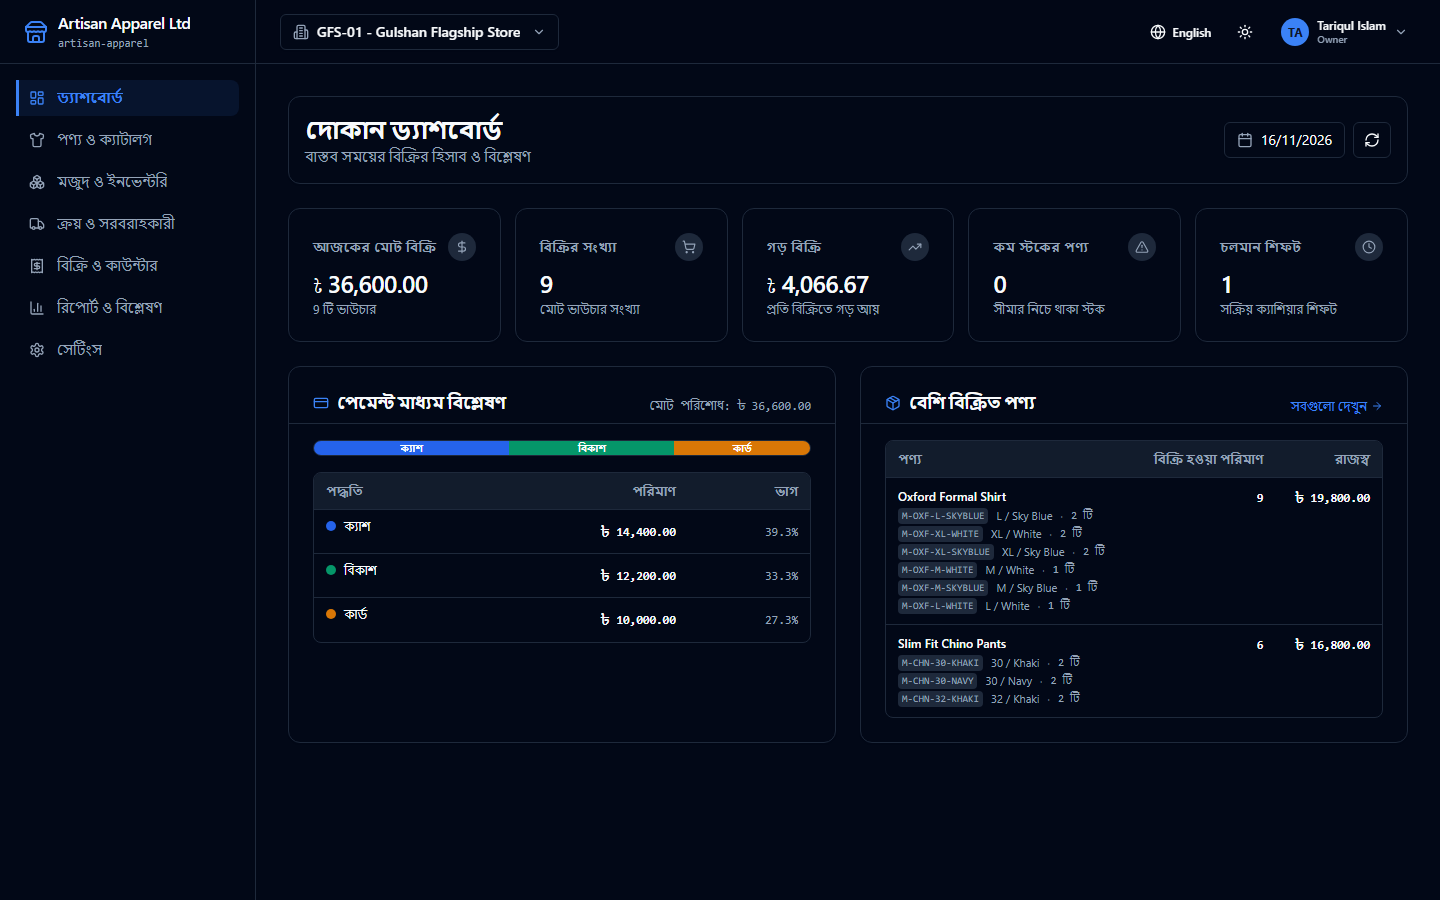 Artisan Apparel Ltd
artisan-apparel
GFS-01 - Gulshan Flagship Store
English
TA
Tariqul Islam
Owner
ড্যাশবোর্ড
পণ্য ও ক্যাটালগ
মজুদ ও ইনভেন্টরি
ক্রয় ও সরবরাহকারী
বিক্রি ও কাউন্টার
রিপোর্ট ও বিশ্লেষণ
সেটিংস
দোকান ড্যাশবোর্ড
বাস্তব সময়ের বিক্রির হিসাব ও বিশ্লেষণ
16/11/2026
আজকের মোট বিক্রি
৳ 36,600.00
9 টি ভাউচার
বিক্রির সংখ্যা
9
মোট ভাউচার সংখ্যা
গড় বিক্রি
৳ 4,066.67
প্রতি বিক্রিতে গড় আয়
কম স্টকের পণ্য
0
সীমার নিচে থাকা স্টক
চলমান শিফট
1
সক্রিয় ক্যাশিয়ার শিফট
পেমেন্ট মাধ্যম বিশ্লেষণ
মোট পরিশোধ: ৳ 36,600.00
ক্যাশ বিকাশ কার্ড
পদ্ধতি পরিমাণ ভাগ
ক্যাশ ৳ 14,400.00 39.3%
বিকাশ ৳ 12,200.00 33.3%
কার্ড ৳ 10,000.00 27.3%
বেশি বিক্রিত পণ্য
সবগুলো দেখুন →
পণ্য বিক্রি হওয়া পরিমান রাজস্ব
Oxford Formal Shirt 9 ৳ 19,800.00
M-OXF-L-SKYBLUE L / Sky Blue · 2 টি
M-OXF-XL-WHITE XL / White · 2 টি
M-OXF-XL-SKYBLUE XL / Sky Blue · 2 টি
M-OXF-M-WHITE M / White · 1 টি
M-OXF-M-SKYBLUE M / Sky Blue · 1 টি
M-OXF-L-WHITE L / White · 1 টি
Slim Fit Chino Pants 6 ৳ 16,800.00
M-CHN-30-KHAKI 30 / Khaki · 2 টি
M-CHN-30-NAVY 30 / Navy · 2 টি
M-CHN-32-KHAKI 32 / Khaki · 2 টি